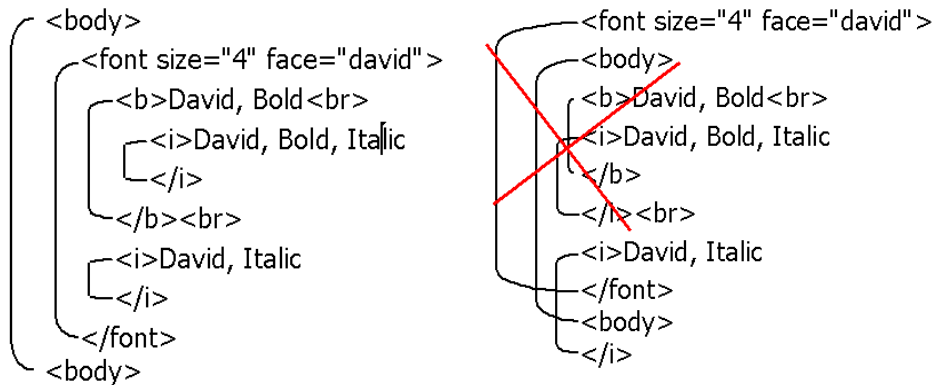 <body>
<font size="4" face="david">
<b>David, Bold<br>
<i>David, Bold, Italic
</i>
</b><br>
<i>David, Italic
</i>
</font>
<body>
<font size="4" face="david">
<body>
<b>David, Bold<br>
<i>David, Bold, Italic
</b>
</i><br>
<i>David, Italic
</font>
<body>
</i>